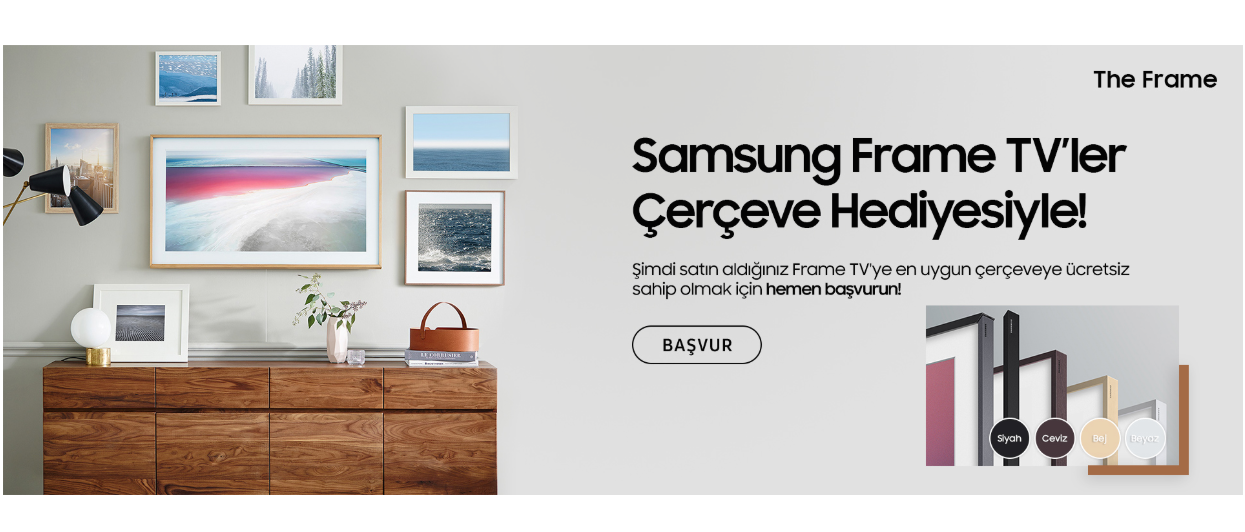 The Frame
Samsung Frame TV'ler
Çerçeve Hediyesiyle!
Şimdi satın aldığınız Frame TV'ye en uygun çerçeveye ücretsiz
sahip olmak için hemen başvurun!
BAŞVUR
LE CORBUSIER
Siyah
Ceviz
Bej
Beyaz